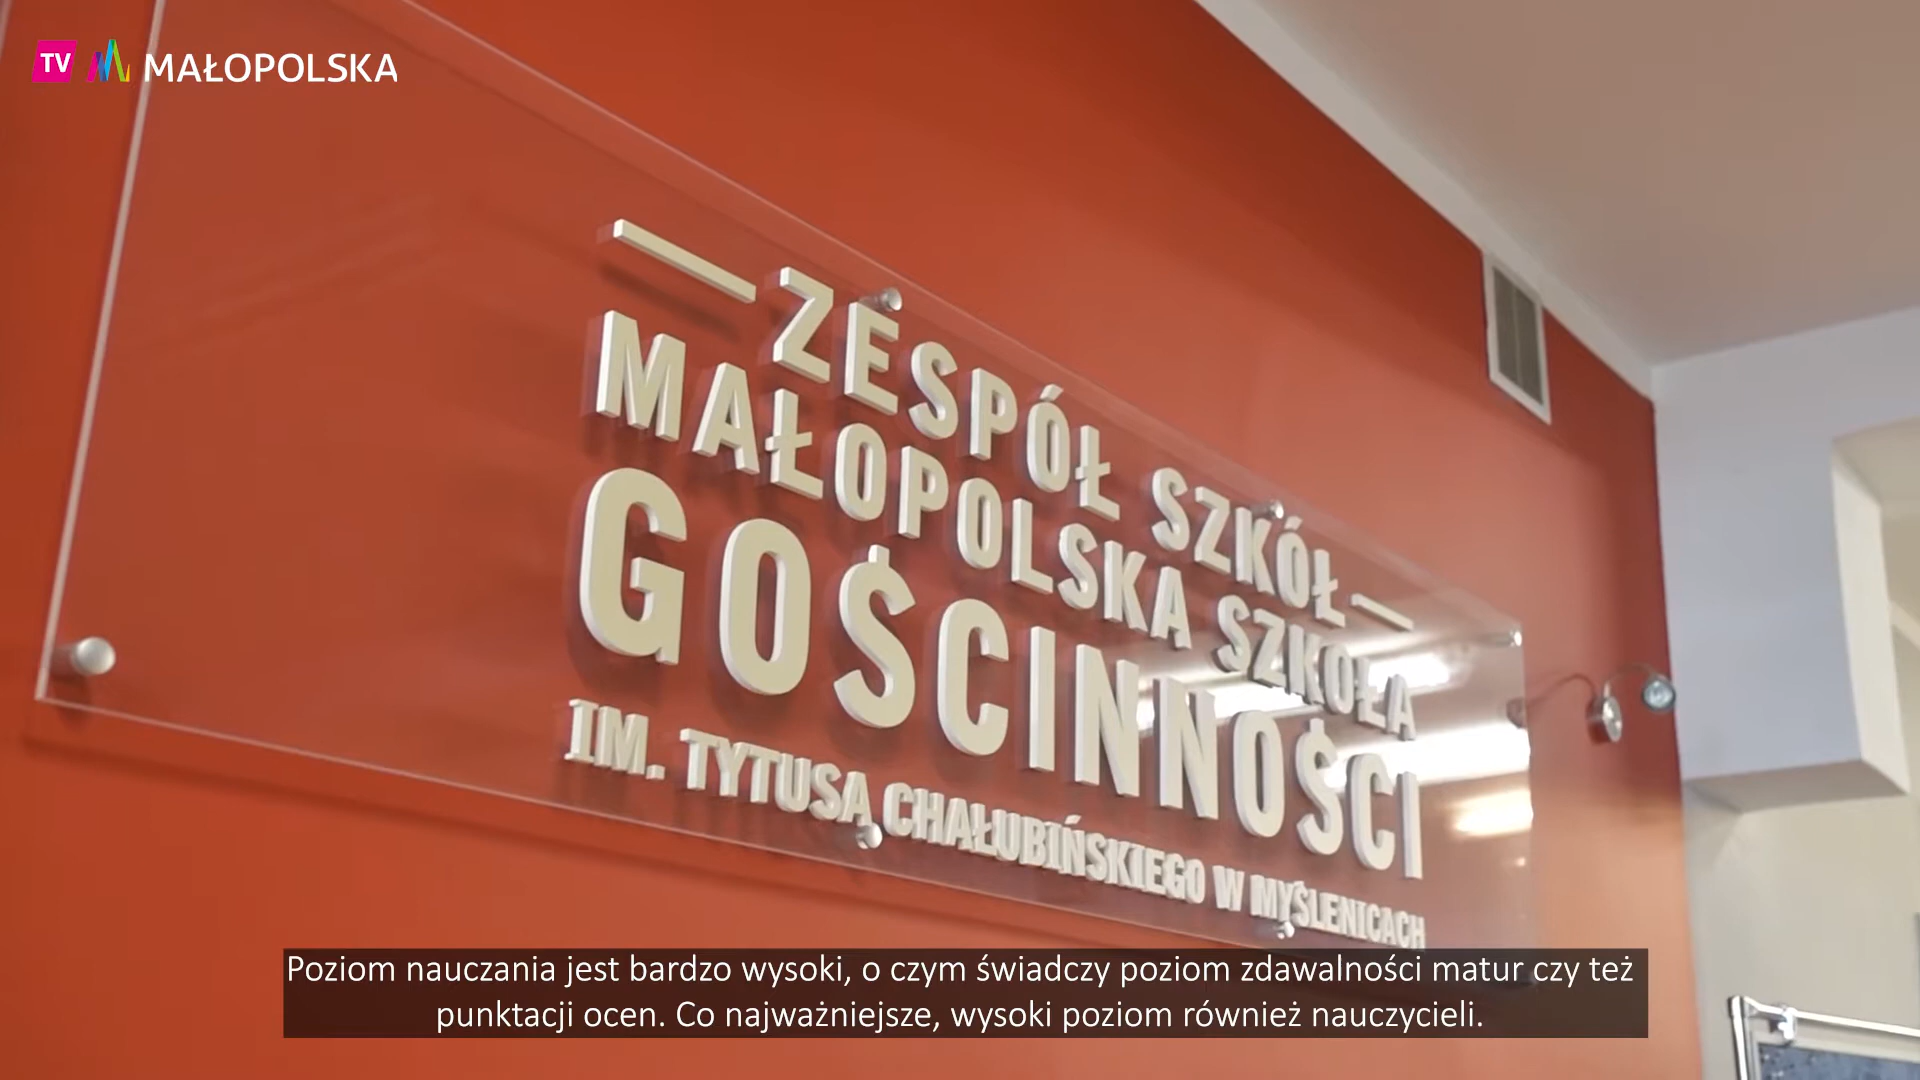 TV MAŁOPOLSKA
ZESPÓŁ SZKÓŁ
MAŁOPOLSKA SZKOŁA
GOŚCINNOŚCI
IM. TYTUSA CHAŁUBIŃSKIEGO W MYŚLENICACH
Poziom nauczania jest bardzo wysoki, o czym świadczy poziom zdawalności matur czy też
punktacji ocen. Co najważniejsze, wysoki poziom również nauczycieli.